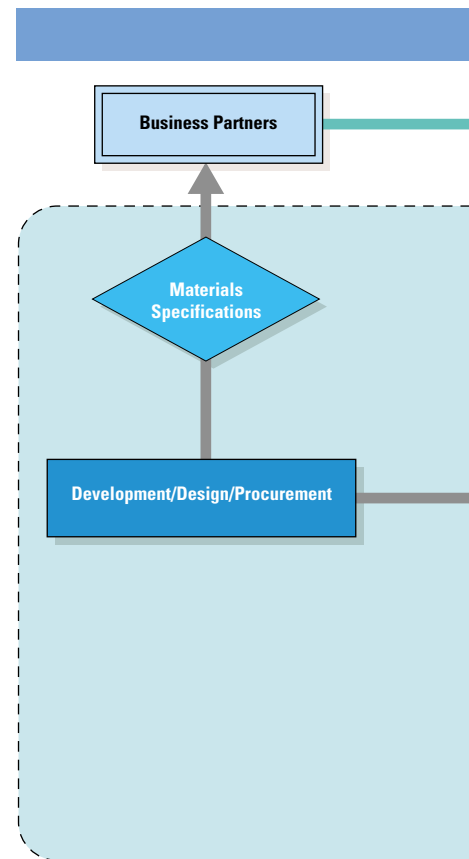 Business Partners
Materials
Specifications
Development/Design/Procurement